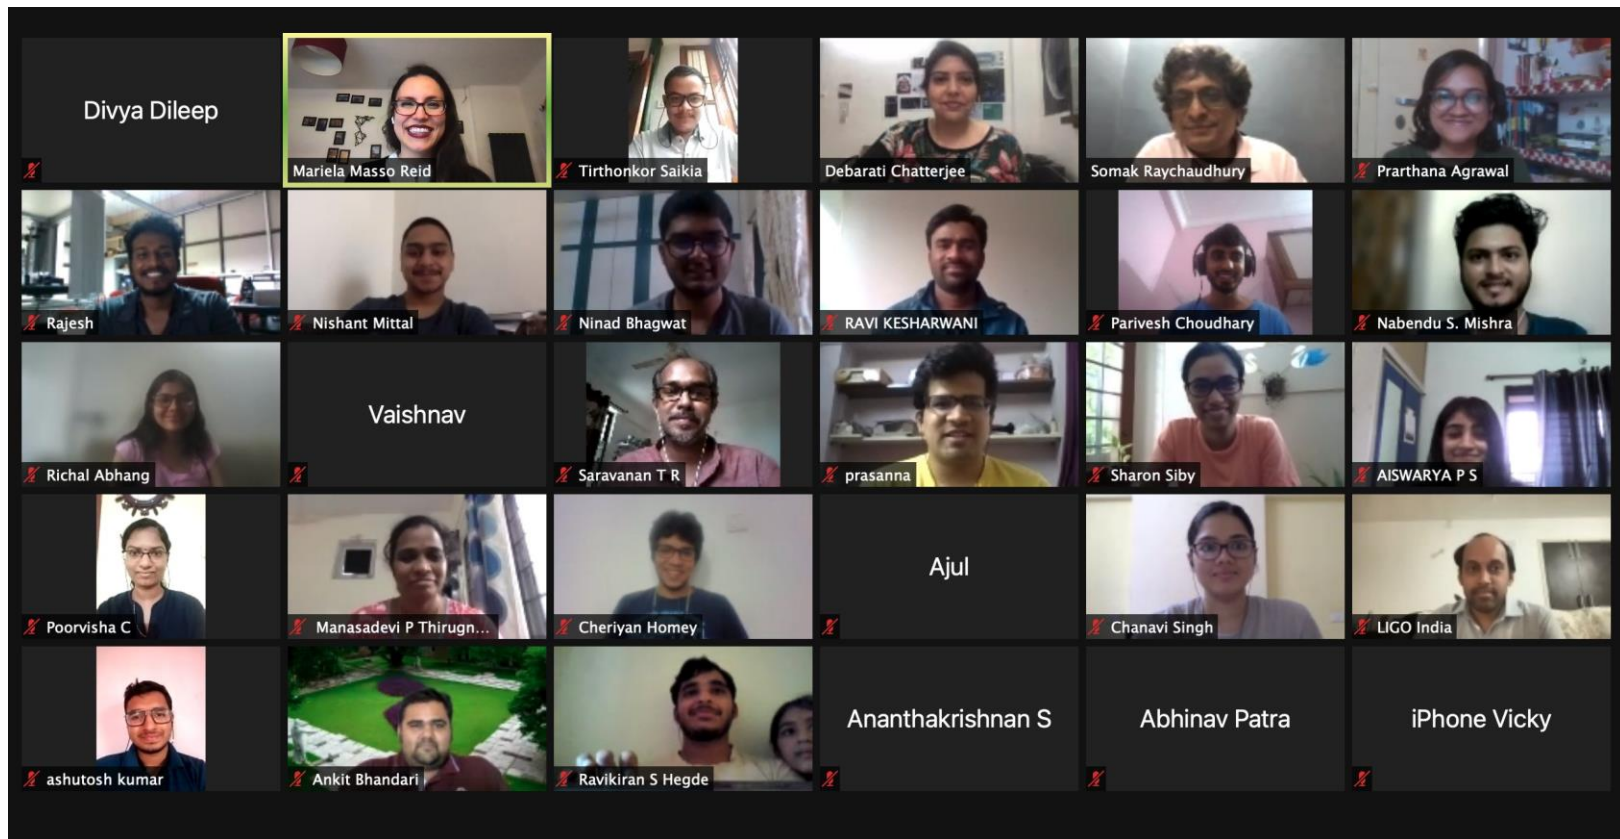 Divya Dileep
Mariela Masso Reid
Tirthonkor Saikia
Debarati Chatterjee
Somak Raychaudhury
Prarthana Agrawal
Rajesh
Nishant Mittal
Ninad Bhagwat
RAVI KESHARWANI
Parivesh Choudhary
Nabendu S. Mishra
Richal Abhang
Vaishnav
Saravanan T R
prasanna
Sharon Siby
AISWARYA P S
Poorvisha C
Manasadevi P Thirugn...
Cheriyan Homey
Ajul
Chanavi Singh
LIGO India
ashutosh kumar
Ankit Bhandari
Ravikiran S Hegde
Ananthakrishnan S
Abhinav Patra
iPhone Vicky